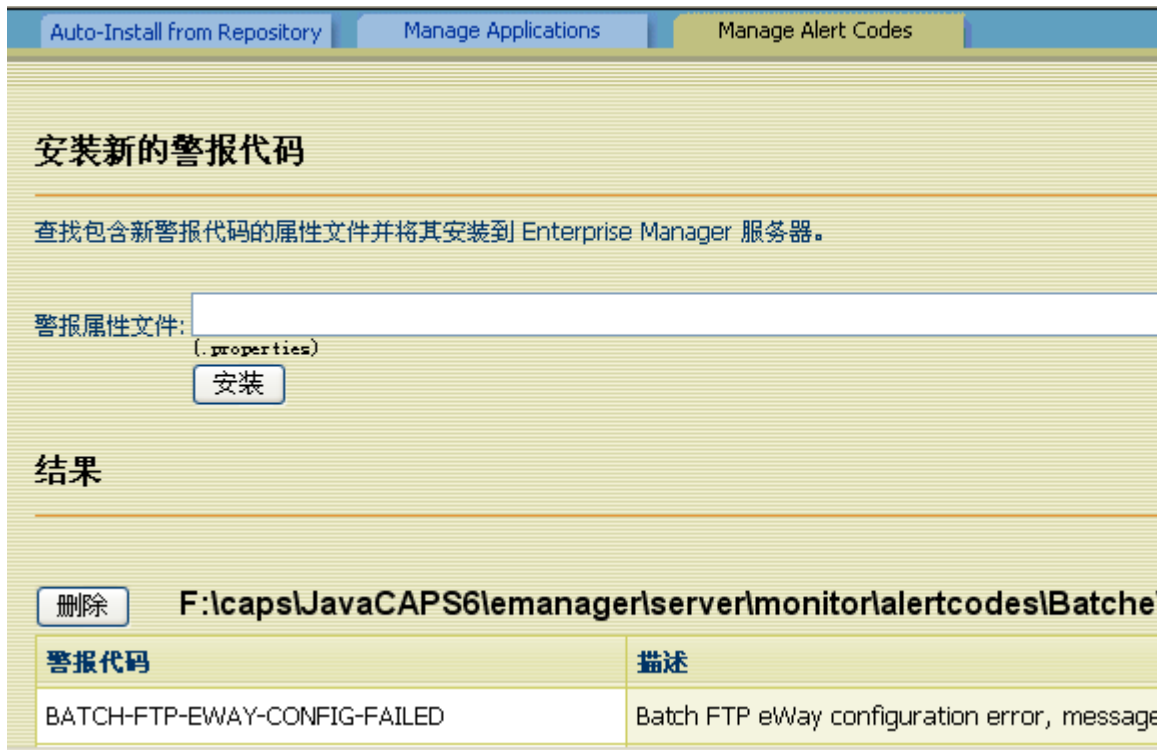 Auto-Install from Repository Manage Applications Manage Alert Codes
安装新的警报代码
查找包含新警报代码的属性文件并将其安装到 Enterprise Manager 服务器。
警报属性文件:
(.properties)
安装
结果
删除 F:\caps\JavaCAPS6\emanager\server\monitor\alertcodes\Batche
警报代码 描述
BATCH-FTP-EWAY-CONFIG-FAILED Batch FTP eWay configuration error, message